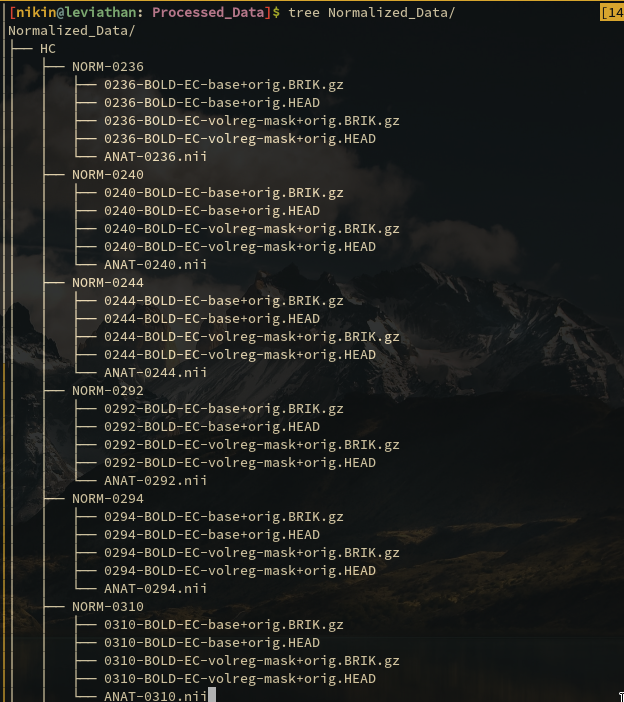 [nikin@leviathan: Processed_Data]$ tree Normalized_Data/ [14
Normalized_Data/
├── HC
│   ├── NORM-0236
│   │   ├── 0236-BOLD-EC-base+orig.BRIK.gz
│   │   ├── 0236-BOLD-EC-base+orig.HEAD
│   │   ├── 0236-BOLD-EC-volreg-mask+orig.BRIK.gz
│   │   ├── 0236-BOLD-EC-volreg-mask+orig.HEAD
│   │   └── ANAT-0236.nii
│   ├── NORM-0240
│   │   ├── 0240-BOLD-EC-base+orig.BRIK.gz
│   │   ├── 0240-BOLD-EC-base+orig.HEAD
│   │   ├── 0240-BOLD-EC-volreg-mask+orig.BRIK.gz
│   │   ├── 0240-BOLD-EC-volreg-mask+orig.HEAD
│   │   └── ANAT-0240.nii
│   ├── NORM-0244
│   │   ├── 0244-BOLD-EC-base+orig.BRIK.gz
│   │   ├── 0244-BOLD-EC-base+orig.HEAD
│   │   ├── 0244-BOLD-EC-volreg-mask+orig.BRIK.gz
│   │   ├── 0244-BOLD-EC-volreg-mask+orig.HEAD
│   │   └── ANAT-0244.nii
│   ├── NORM-0292
│   │   ├── 0292-BOLD-EC-base+orig.BRIK.gz
│   │   ├── 0292-BOLD-EC-base+orig.HEAD
│   │   ├── 0292-BOLD-EC-volreg-mask+orig.BRIK.gz
│   │   ├── 0292-BOLD-EC-volreg-mask+orig.HEAD
│   │   └── ANAT-0292.nii
│   ├── NORM-0294
│   │   ├── 0294-BOLD-EC-base+orig.BRIK.gz
│   │   ├── 0294-BOLD-EC-base+orig.HEAD
│   │   ├── 0294-BOLD-EC-volreg-mask+orig.BRIK.gz
│   │   ├── 0294-BOLD-EC-volreg-mask+orig.HEAD
│   │   └── ANAT-0294.nii
│   ├── NORM-0310
│   │   ├── 0310-BOLD-EC-base+orig.BRIK.gz
│   │   ├── 0310-BOLD-EC-base+orig.HEAD
│   │   ├── 0310-BOLD-EC-volreg-mask+orig.BRIK.gz
│   │   ├── 0310-BOLD-EC-volreg-mask+orig.HEAD
│   │   └── ANAT-0310.nii